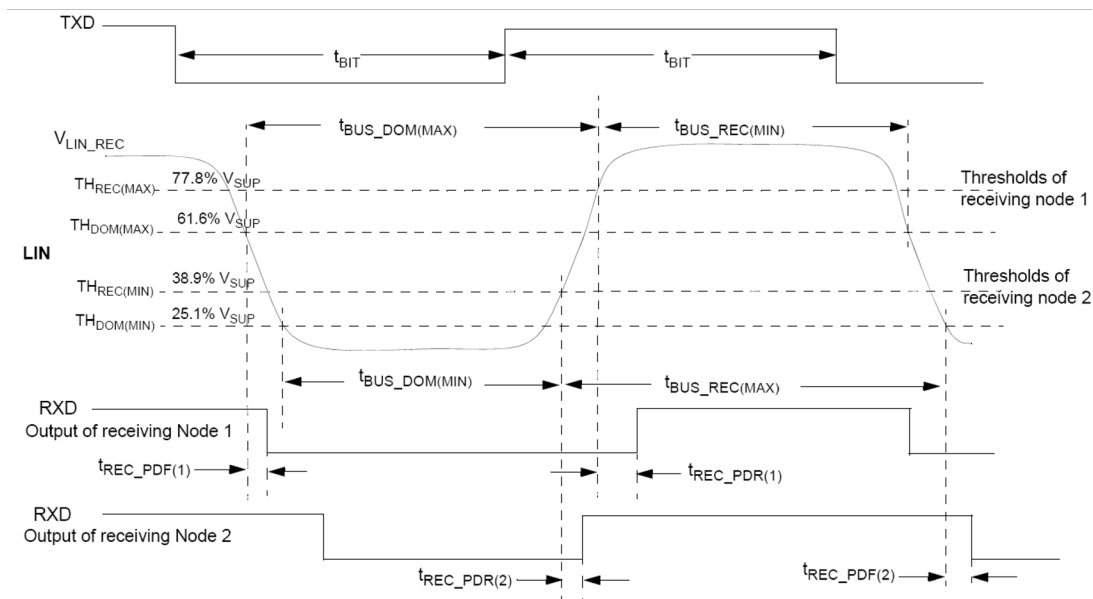 TXD
tBIT
tBIT
tBUS_DOM(MAX)
tBUS_REC(MIN)
VLIN_REC
THREC(MAX) 77.8% VSUP
Thresholds of
receiving node 1
THDOM(MAX) 61.6% VSUP
LIN
THREC(MIN) 38.9% VSUP
Thresholds of
receiving node 2
THDOM(MIN) 25.1% VSUP
tBUS_DOM(MIN)
tBUS_REC(MAX)
RXD
Output of receiving Node 1
tREC_PDF(1)
tREC_PDR(1)
RXD
Output of receiving Node 2
tREC_PDR(2)
tREC_PDF(2)